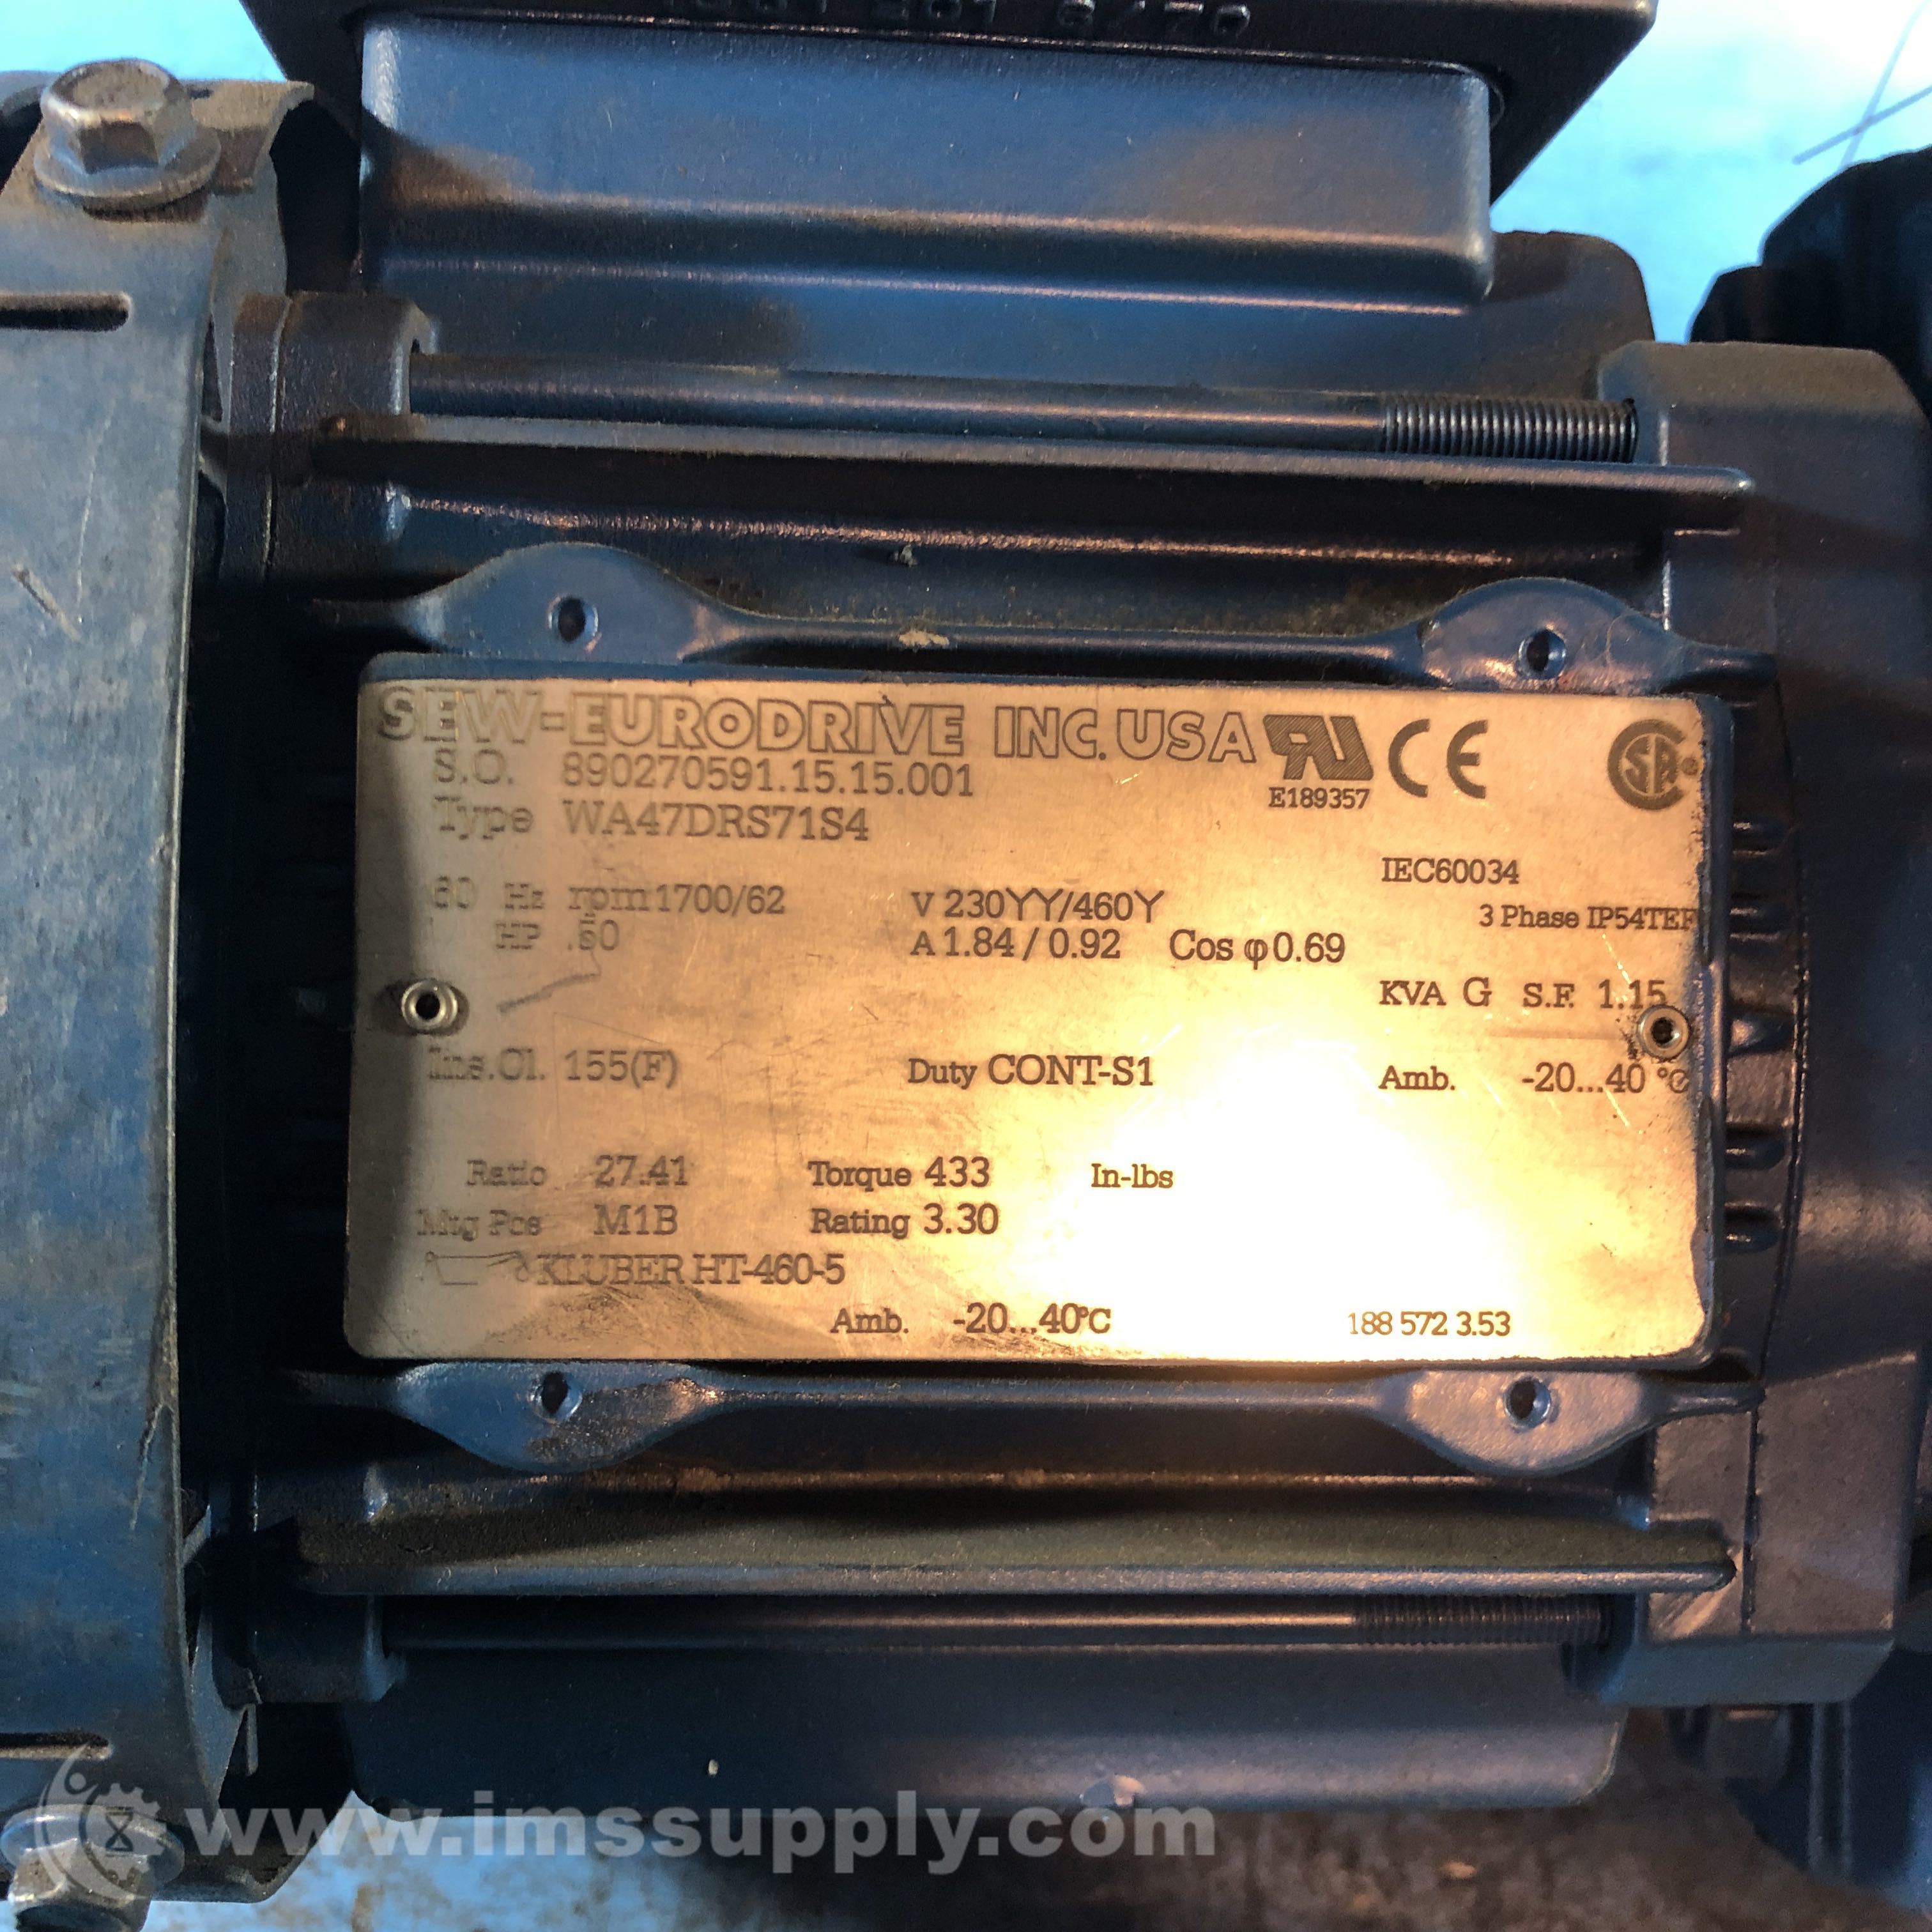 SEW-EURODRIVE INC. USA RU CE SA
E189357
S.O. 890270591.15.15.001
Type WA47DRS71S4
IEC60034
60 Hz rpm 1700/62 V 230YY/460Y 3 Phase IP54TEF
HP .50 A 1.84 / 0.92 Cos φ 0.69
KVA G S.F. 1.15
Ins.Cl. 155(F) Duty CONT-S1 Amb. -20...40 °C
Ratio 27.41 Torque 433 In-lbs
Mtg Pos M1B Rating 3.30
KLUBER HT-460-5
Amb. -20...40°C 188 572 3.53
www.imssupply.com